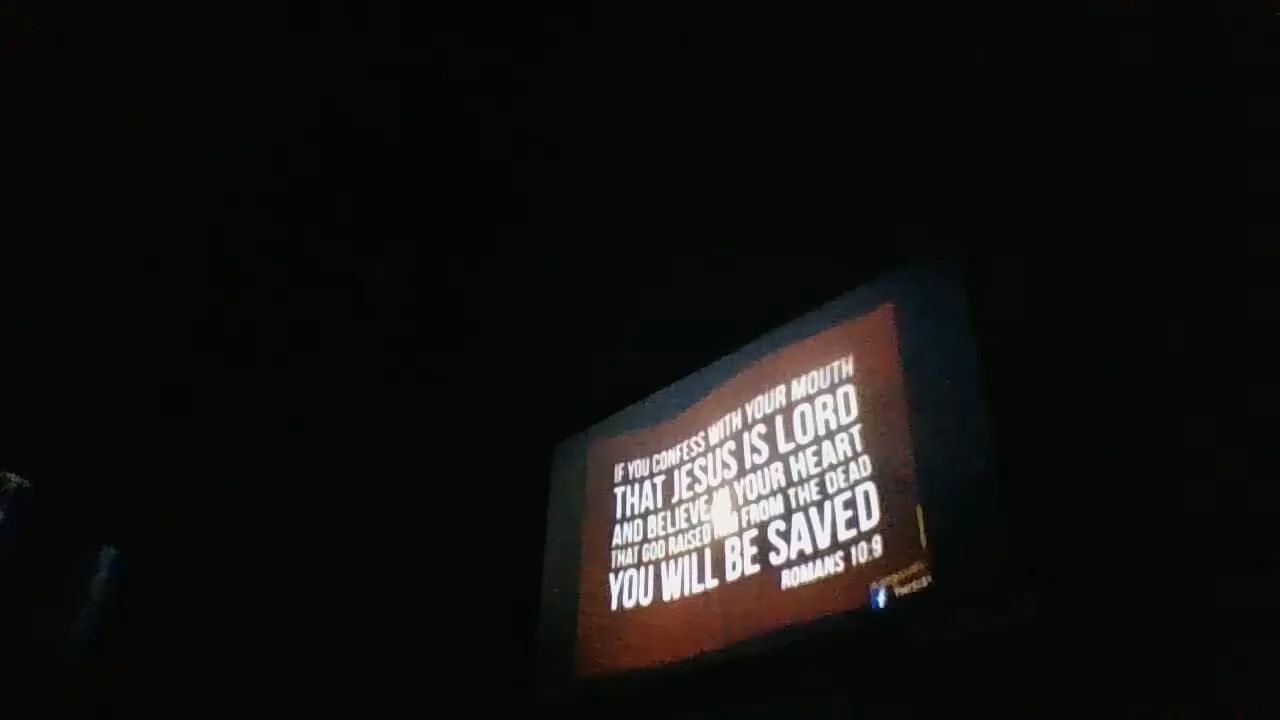 IF YOU CONFESS WITH YOUR MOUTH
THAT JESUS IS LORD
AND BELIEVE YOUR HEART
THAT GOD RAISED FROM THE DEAD
YOU WILL BE SAVED
ROMANS 10:9
f